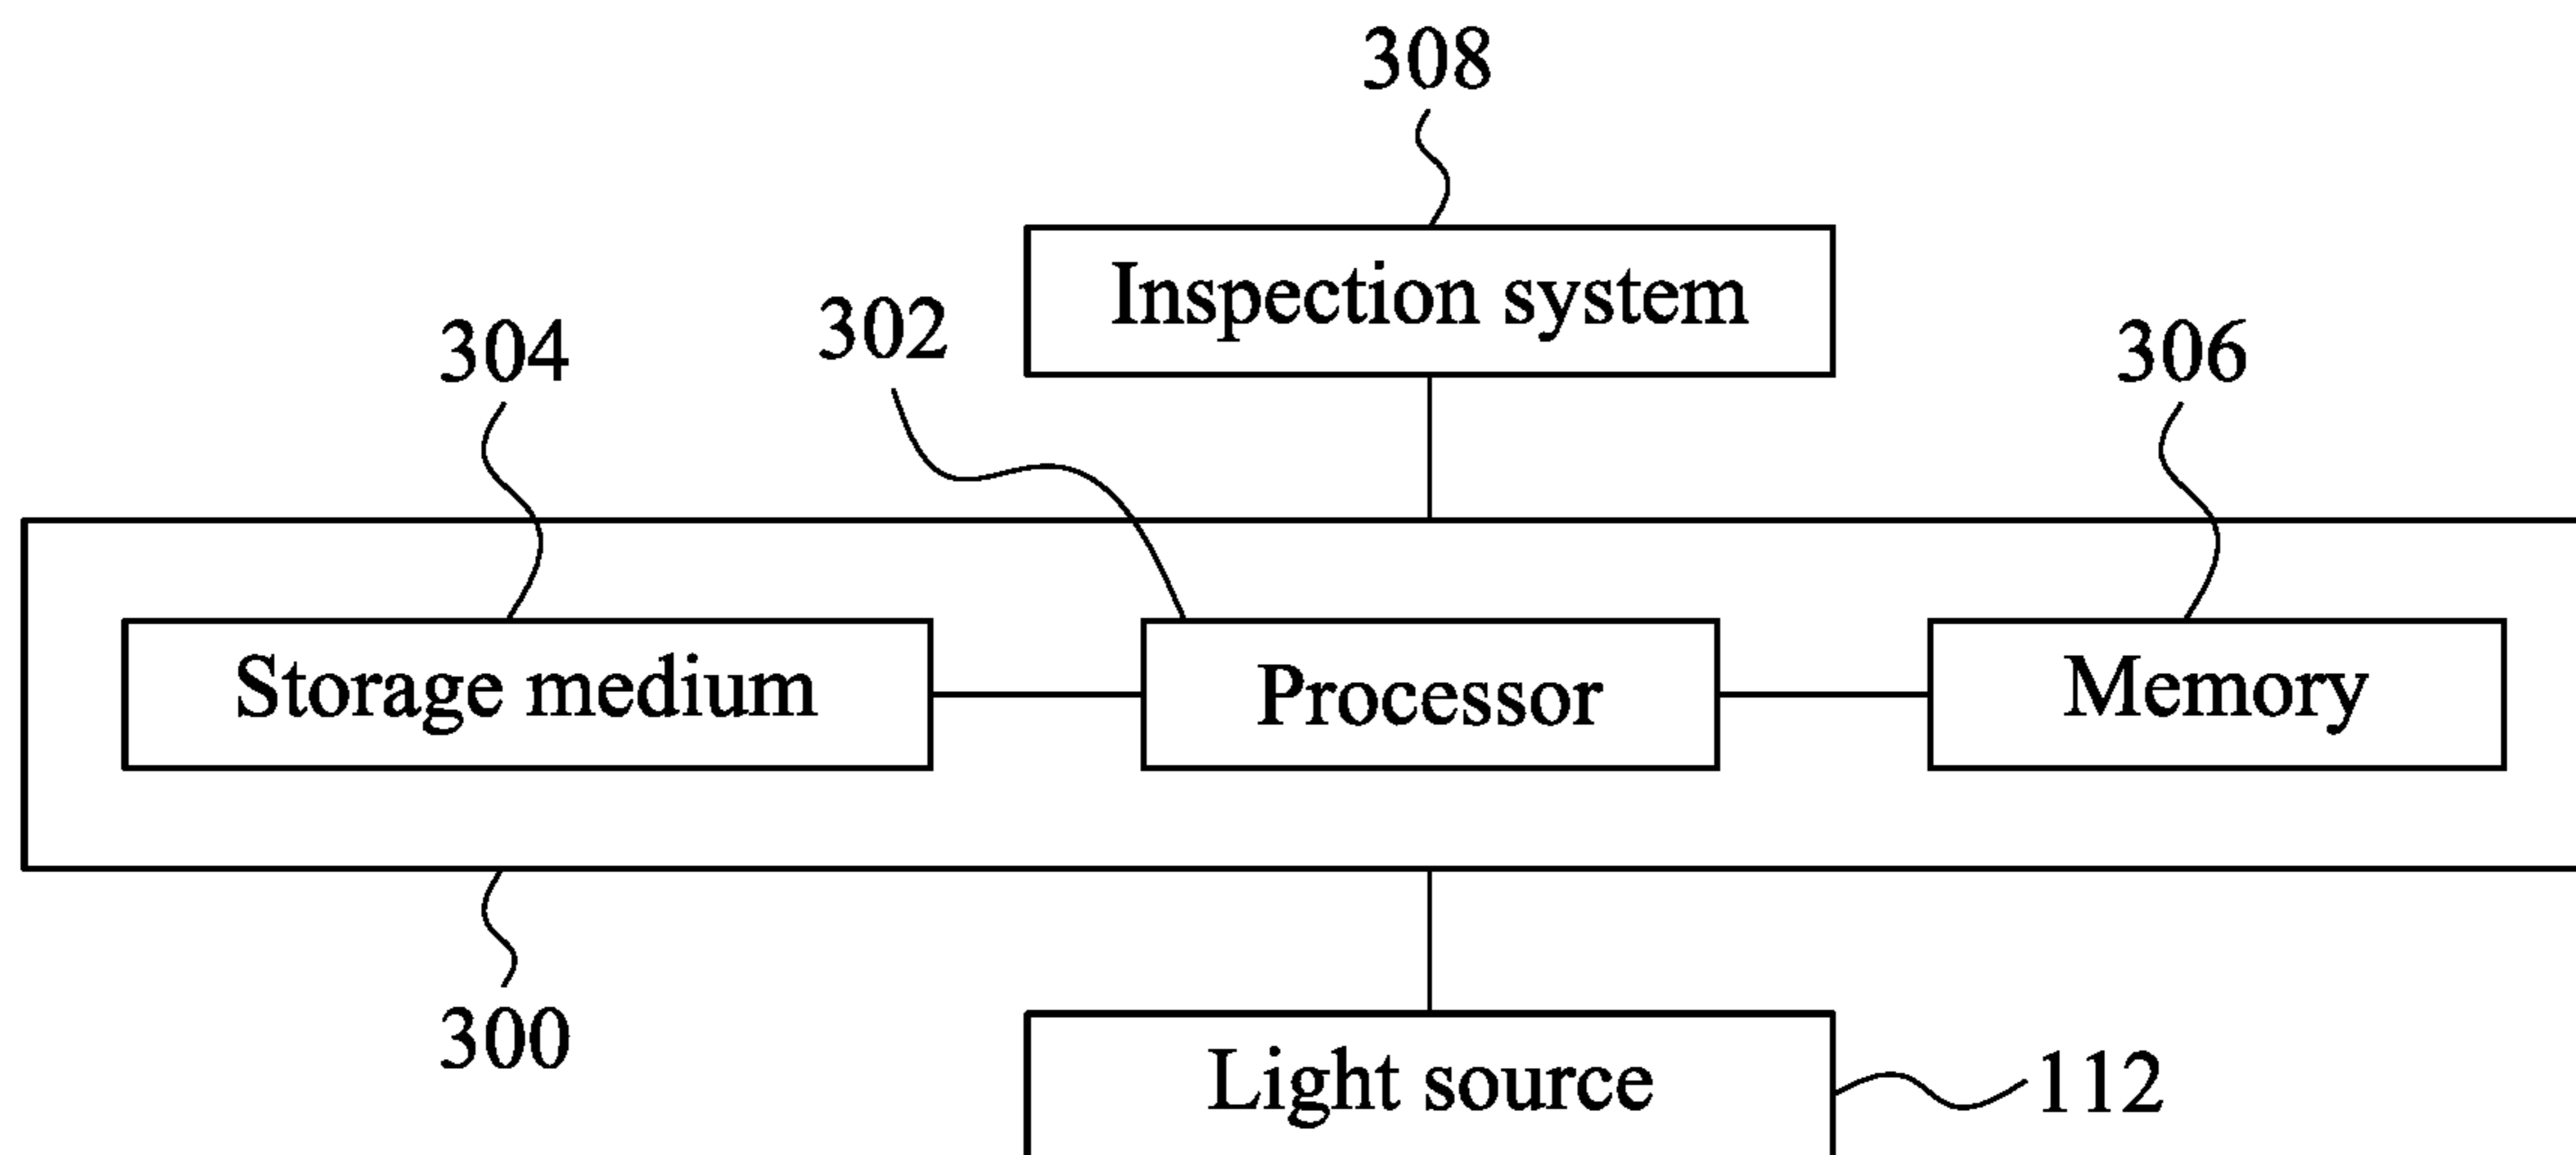 308
Inspection system
302
304
306
Storage medium
Processor
Memory
300
Light source
112